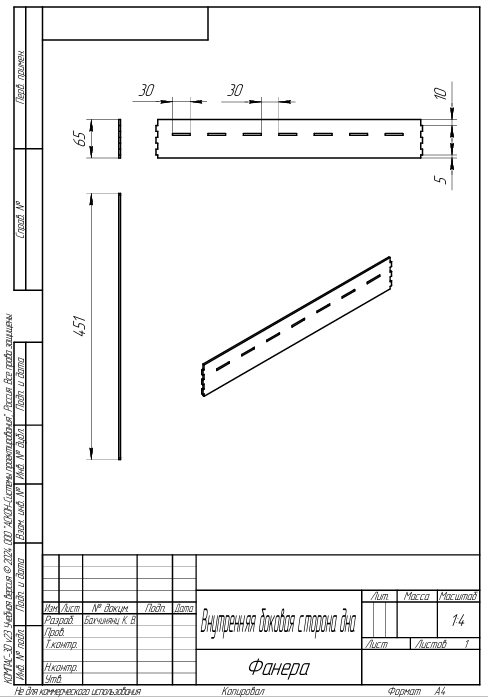 Перв. примен.
Справ. №
Подп. и дата
Инв. № дубл.
Взам. инв. №
Подп. и дата
Инв. № подл.
КОМПАС-3D v23 Учебная версия © 2024 ООО "АСКОН-Системы проектирования", Россия. Все права защищены.
30
30
10
65
5
451
Изм.
Лист
№ докум.
Подп.
Дата
Разраб.
Бахчинянц К. В.
Пров.
Т.контр.
Н.контр.
Утв.
Внутренняя боковая сторона дна
Лит.
Масса
Масштаб
1:4
Лист
Листов 1
Фанера
Не для коммерческого использования
Копировал
Формат A4